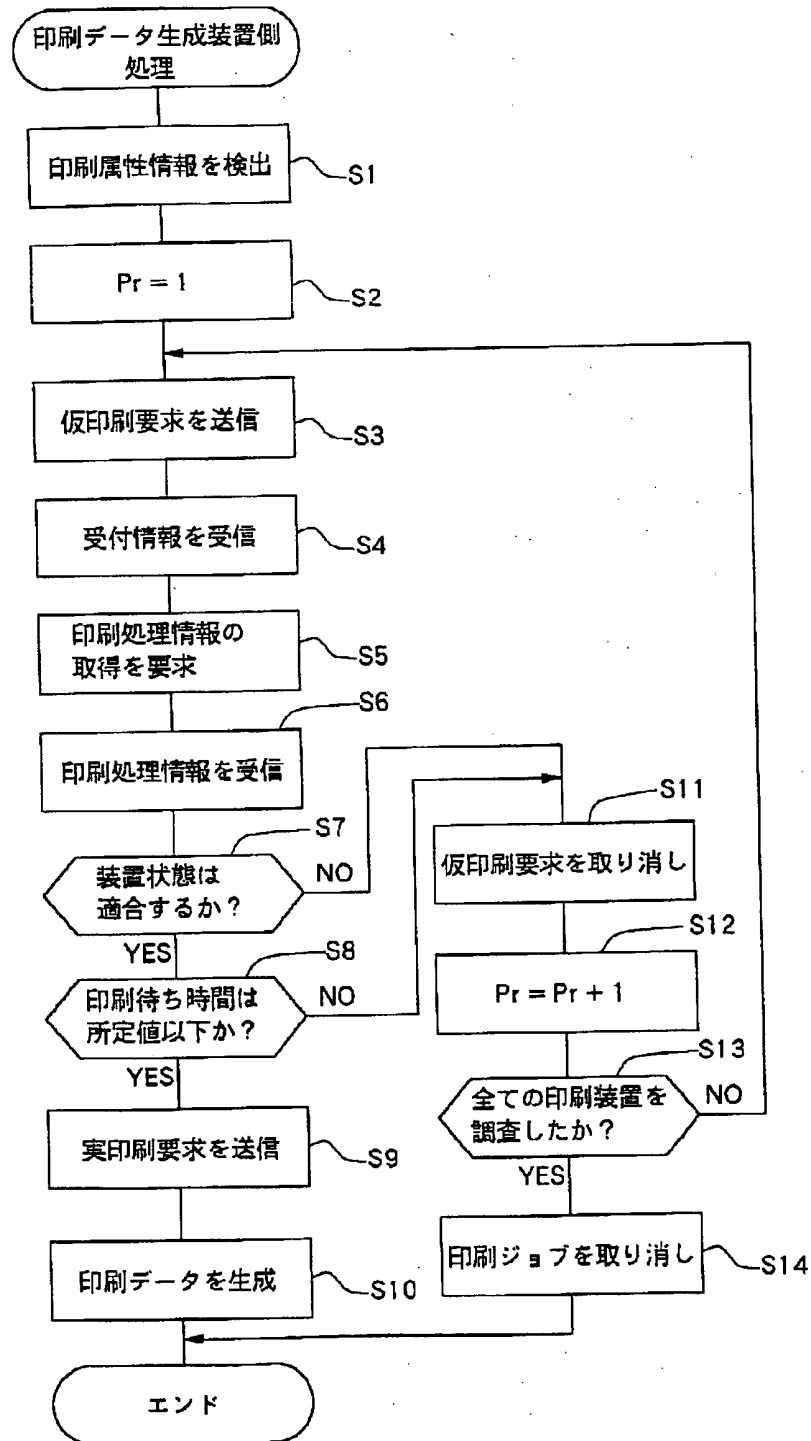 印刷データ生成装置側
処理
印刷属性情報を検出
S1
Pr = 1
S2
仮印刷要求を送信
S3
受付情報を受信
S4
印刷処理情報の
取得を要求
S5
S6
印刷処理情報を受信
S7
装置状態は
適合するか?
NO
YES
S8
印刷待ち時間は
所定値以下か?
NO
YES
実印刷要求を送信
S9
印刷データを生成
S10
S11
仮印刷要求を取り消し
S12
Pr = Pr + 1
S13
全ての印刷装置を
調査したか?
NO
YES
印刷ジョブを取り消し
S14
エンド